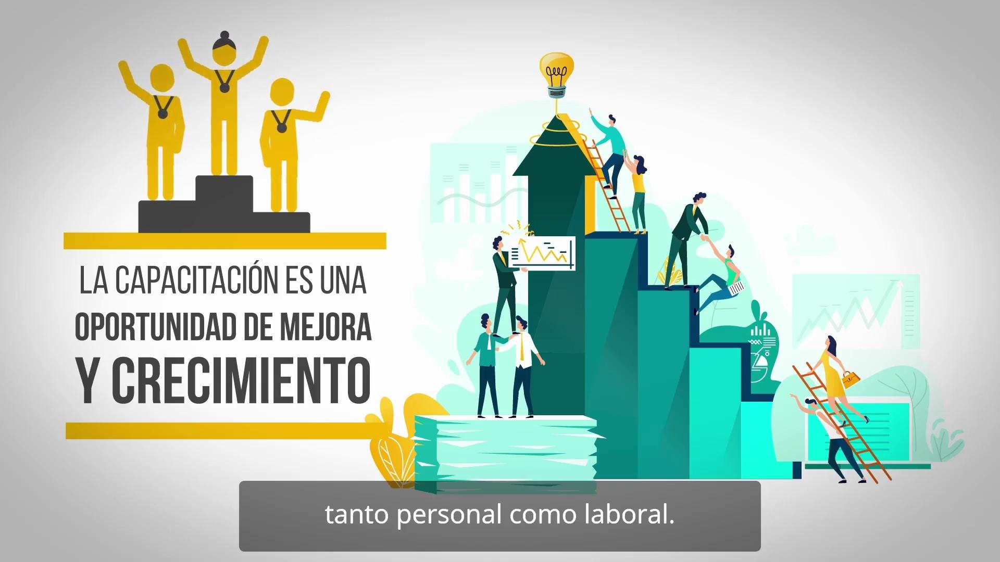 LA CAPACITACIÓN ES UNA
OPORTUNIDAD DE MEJORA
Y CRECIMIENTO
tanto personal como laboral.